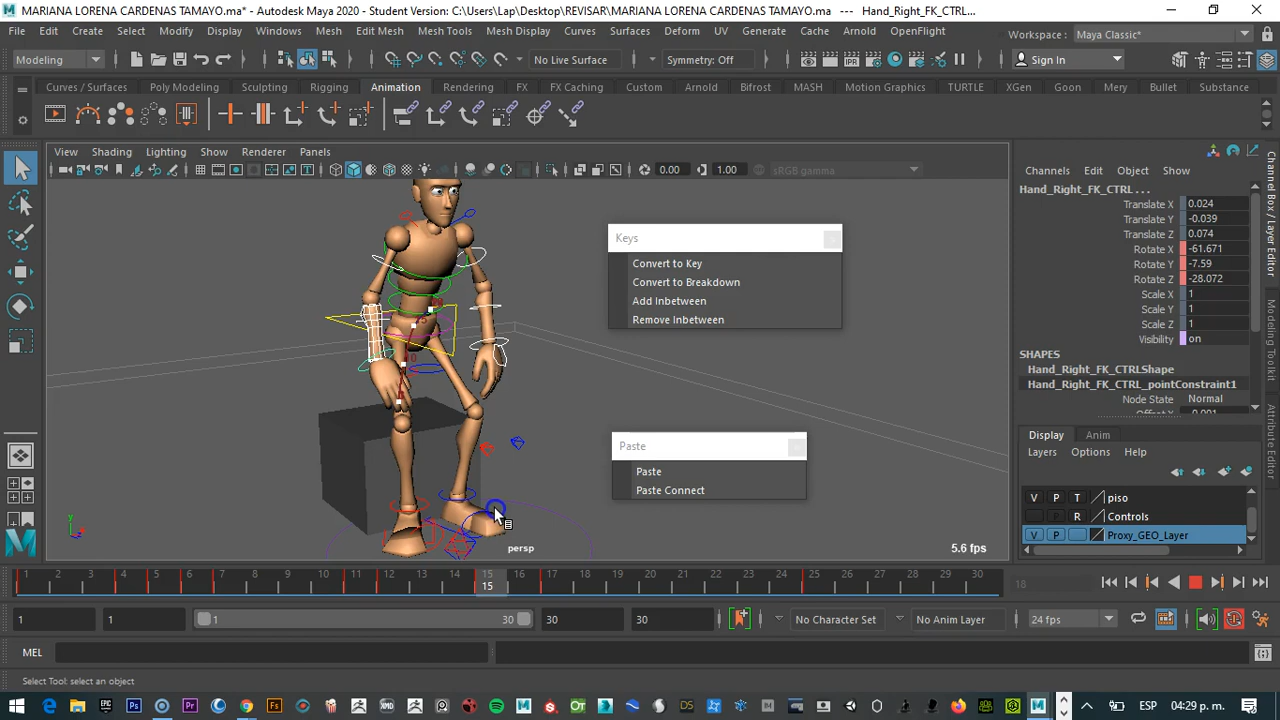 MARIANA LORENA CARDENAS TAMAYO.ma* - Autodesk Maya 2020 - Student Version: C:\Users\Lap\Desktop\REVISAR\MARIANA LORENA CARDENAS TAMAYO.ma --- Hand_Right_FK_CTRL...
File Edit Create Select Modify Display Windows Mesh Edit Mesh Mesh Tools Mesh Display Curves Surfaces Deform UV Generate Cache Arnold OpenFlight Workspace : Maya Classic*
Modeling No Live Surface Symmetry: Off Sign In
Curves / Surfaces Poly Modeling Sculpting Rigging Animation Rendering FX FX Caching Custom Arnold Bifrost MASH Motion Graphics TURTLE XGen Goon Mery Bullet Substance
View Shading Lighting Show Renderer Panels
0.00 1.00 sRGB gamma
Channels Edit Object Show
Hand_Right_FK_CTRL ...
Translate X 0.024
Translate Y -0.039
Translate Z 0.074
Rotate X -61.671
Rotate Y -7.59
Rotate Z -28.072
Scale X 1
Scale Y 1
Scale Z 1
Visibility on
SHAPES
Hand_Right_FK_CTRLShape
Hand_Right_FK_CTRL_pointConstraint1
Node State Normal
Keys
Convert to Key
Convert to Breakdown
Add Inbetween
Remove Inbetween
Paste
Paste
Paste Connect
persp
5.6 fps
Display Anim
Layers Options Help
V P T piso
R Controls
V P Proxy_GEO_Layer
Channel Box / Layer Editor
Modeling Toolkit
Attribute Editor
1 2 3 4 5 6 7 8 9 10 11 12 13 14 15 16 17 18 19 20 21 22 23 24 25 26 27 28 29 30
15
18
1 1 1 30 30 30 No Character Set No Anim Layer 24 fps
MEL
Select Tool: select an object
ESP 04:29 p. m.